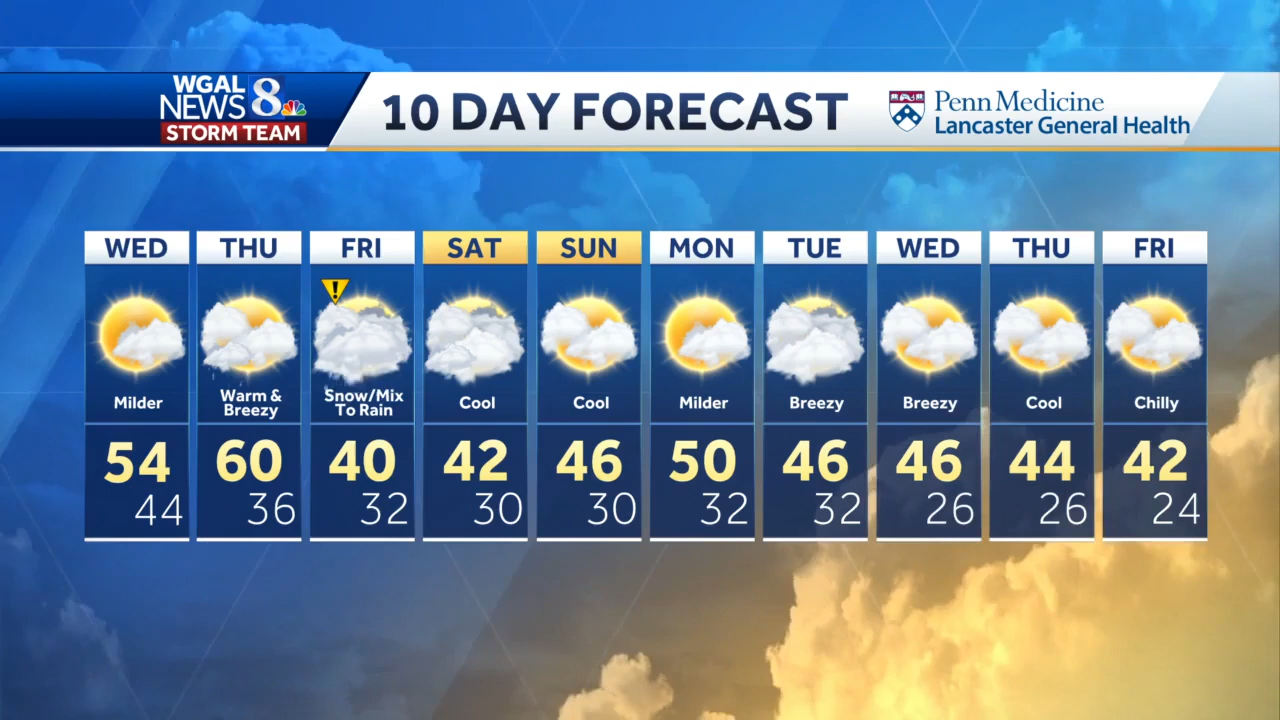 WGAL
NEWS 8
STORM TEAM
10 DAY FORECAST
Penn Medicine
Lancaster General Health
WED THU FRI SAT SUN MON TUE WED THU FRI
!
Milder
Warm &
Breezy
Snow/Mix
To Rain
Cool
Cool
Milder
Breezy
Breezy
Cool
Chilly
54 60 40 42 46 50 46 46 44 42
44 36 32 30 30 32 32 26 26 24